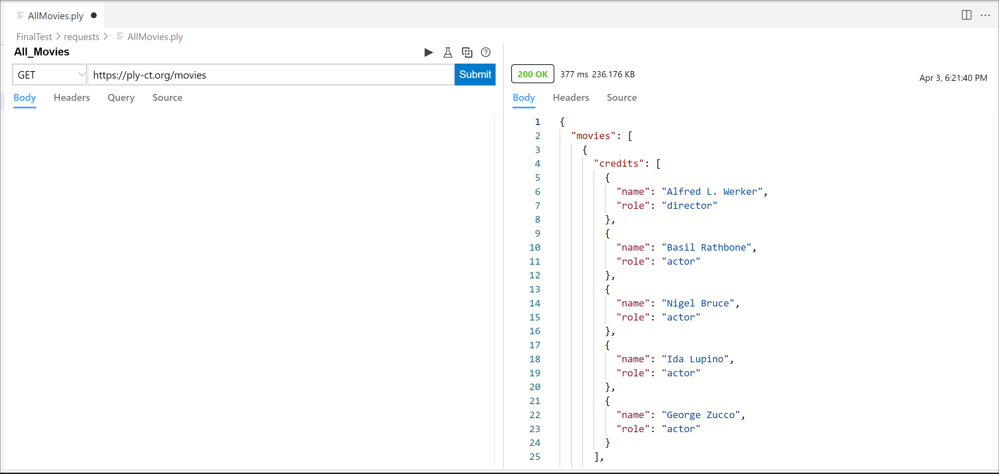 AllMovies.ply
FinalTest > requests > AllMovies.ply
All_Movies
GET https://ply-ct.org/movies Submit
Body Headers Query Source
200 OK 377 ms 236.176 KB Apr 3, 6:21:40 PM
Body Headers Source
1 {
2 "movies": [
3 {
4 "credits": [
5 {
6 "name": "Alfred L. Werker",
7 "role": "director"
8 },
9 {
10 "name": "Basil Rathbone",
11 "role": "actor"
12 },
13 {
14 "name": "Nigel Bruce",
15 "role": "actor"
16 },
17 {
18 "name": "Ida Lupino",
19 "role": "actor"
20 },
21 {
22 "name": "George Zucco",
23 "role": "actor"
24 }
25 ],